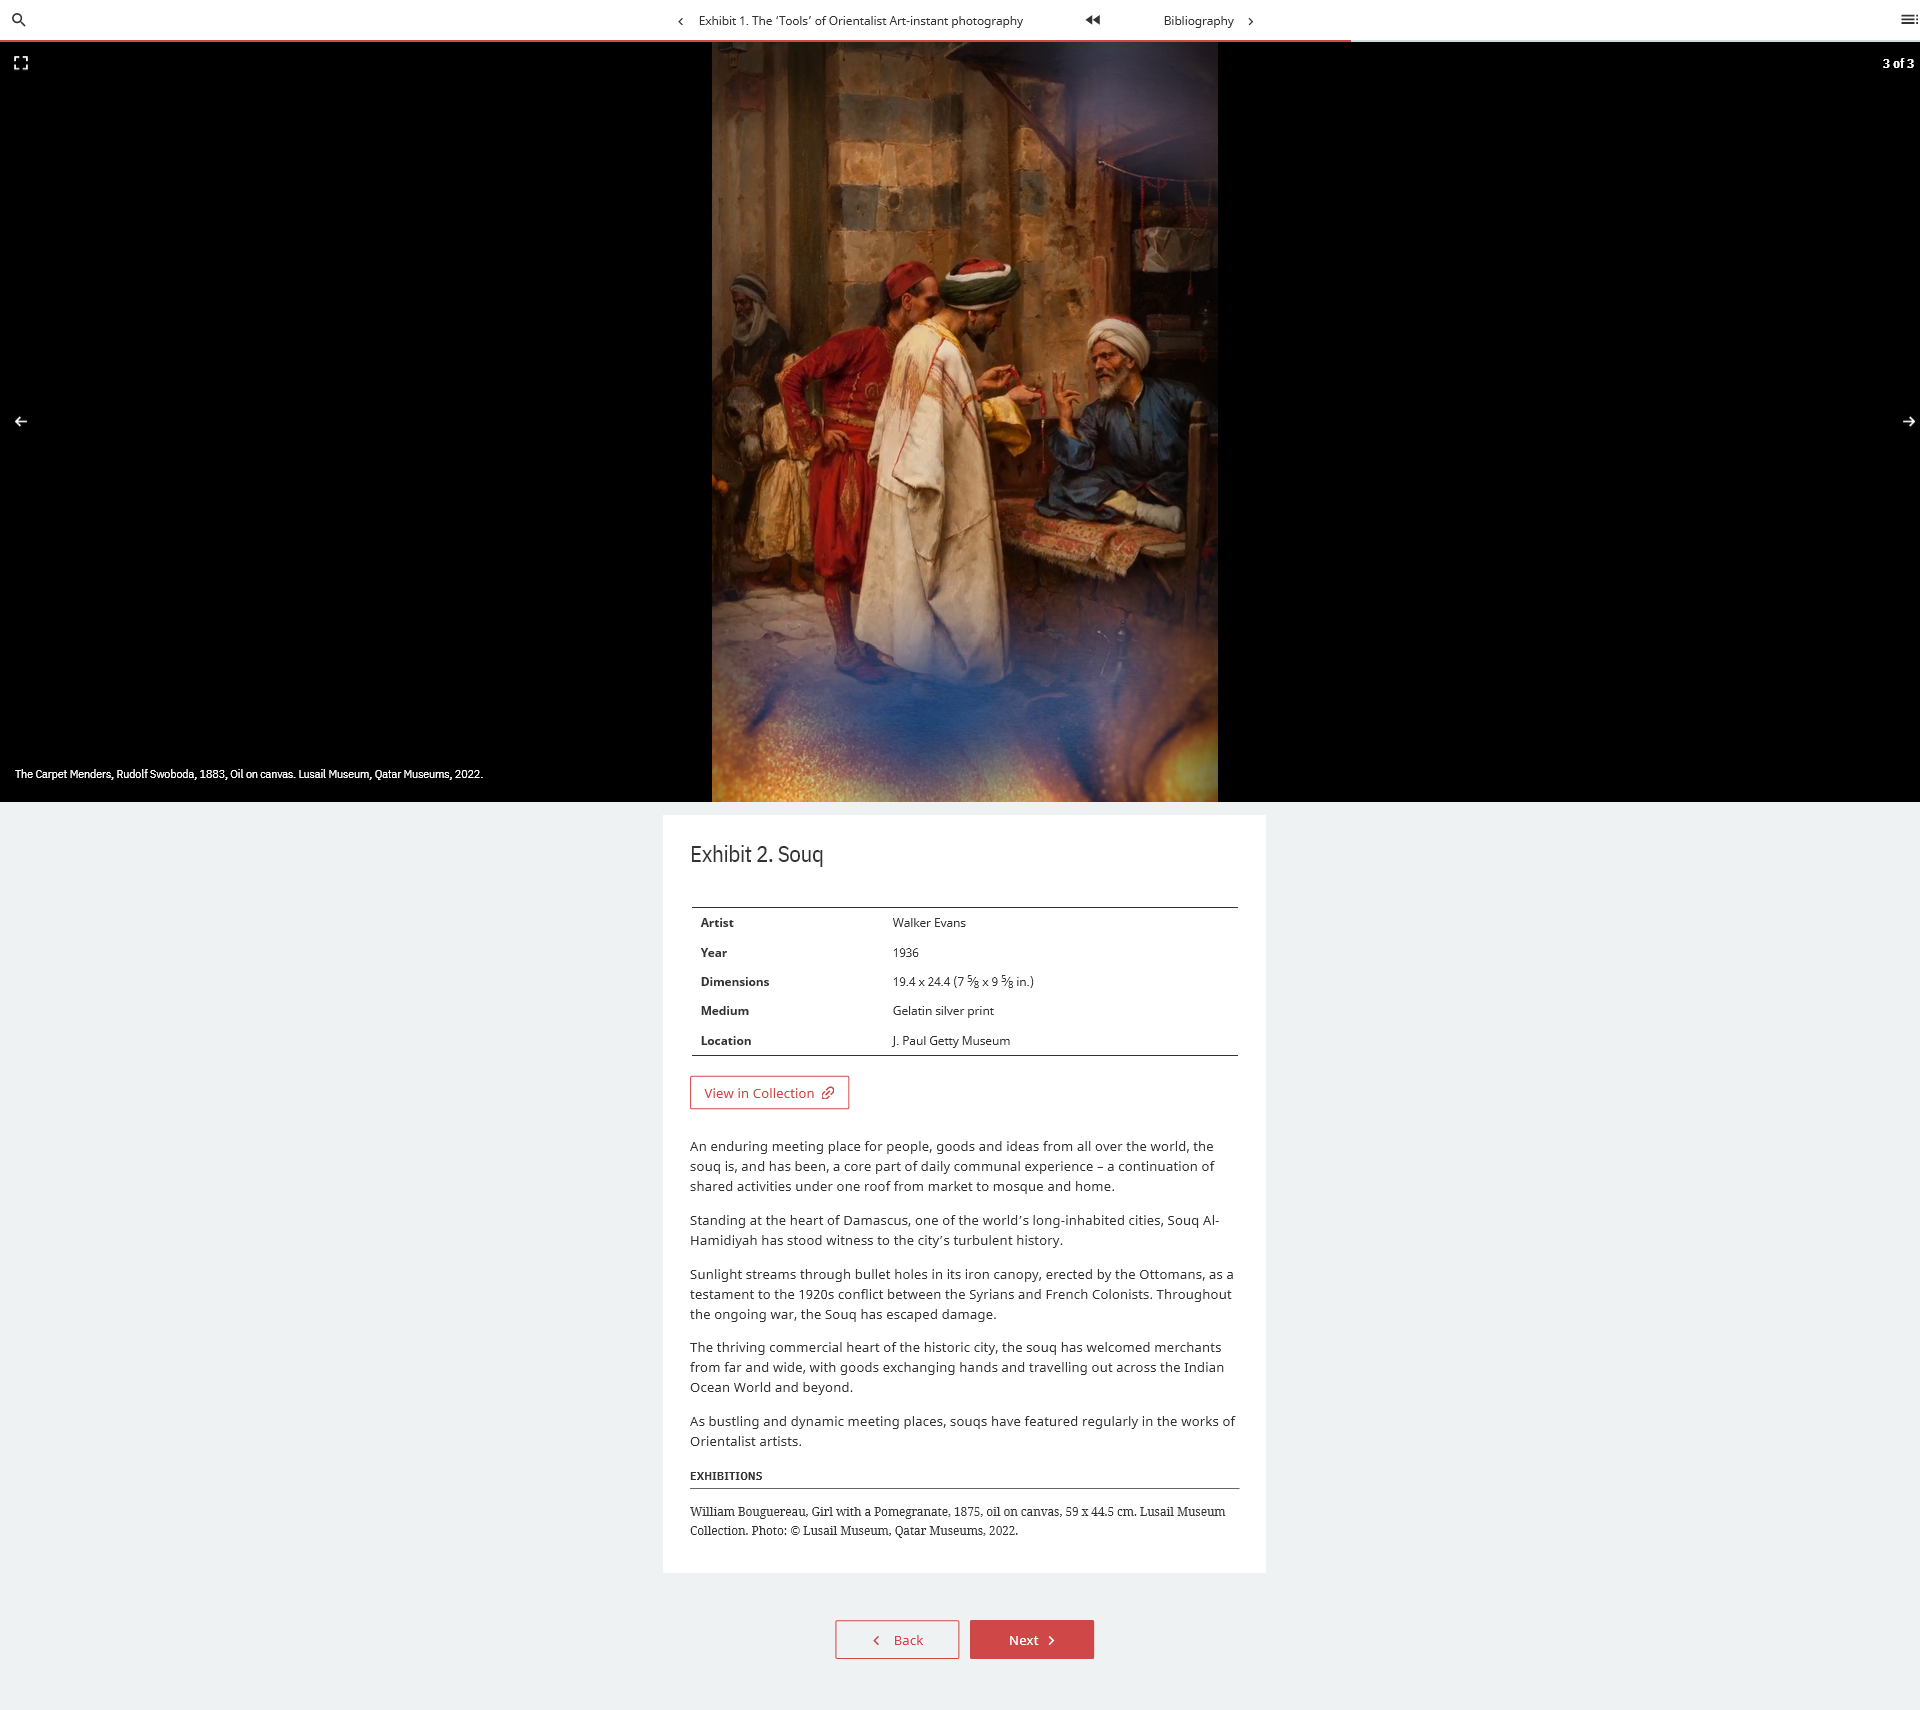 Exhibit 1. The ‘Tools’ of Orientalist Art-instant photography
Bibliography
3 of 3
The Carpet Menders, Rudolf Swoboda, 1883, Oil on canvas. Lusail Museum, Qatar Museums, 2022.
Exhibit 2. Souq
Artist Walker Evans
Year 1936
Dimensions 19.4 x 24.4 (7 5⁄8 x 9 5⁄8 in.)
Medium Gelatin silver print
Location J. Paul Getty Museum
View in Collection
An enduring meeting place for people, goods and ideas from all over the world, the
souq is, and has been, a core part of daily communal experience – a continuation of
shared activities under one roof from market to mosque and home.
Standing at the heart of Damascus, one of the world’s long-inhabited cities, Souq Al-
Hamidiyah has stood witness to the city’s turbulent history.
Sunlight streams through bullet holes in its iron canopy, erected by the Ottomans, as a
testament to the 1920s conflict between the Syrians and French Colonists. Throughout
the ongoing war, the Souq has escaped damage.
The thriving commercial heart of the historic city, the souq has welcomed merchants
from far and wide, with goods exchanging hands and travelling out across the Indian
Ocean World and beyond.
As bustling and dynamic meeting places, souqs have featured regularly in the works of
Orientalist artists.
EXHIBITIONS
William Bouguereau, Girl with a Pomegranate, 1875, oil on canvas, 59 x 44.5 cm. Lusail Museum
Collection. Photo: © Lusail Museum, Qatar Museums, 2022.
Back
Next